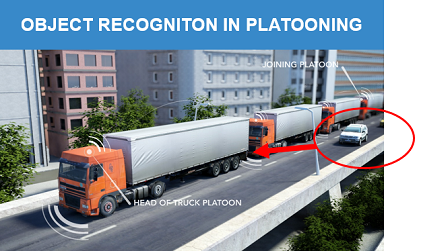 OBJECT RECOGNITON IN PLATOONING
JOINING PLATOON
HEAD OF TRUCK PLATOON